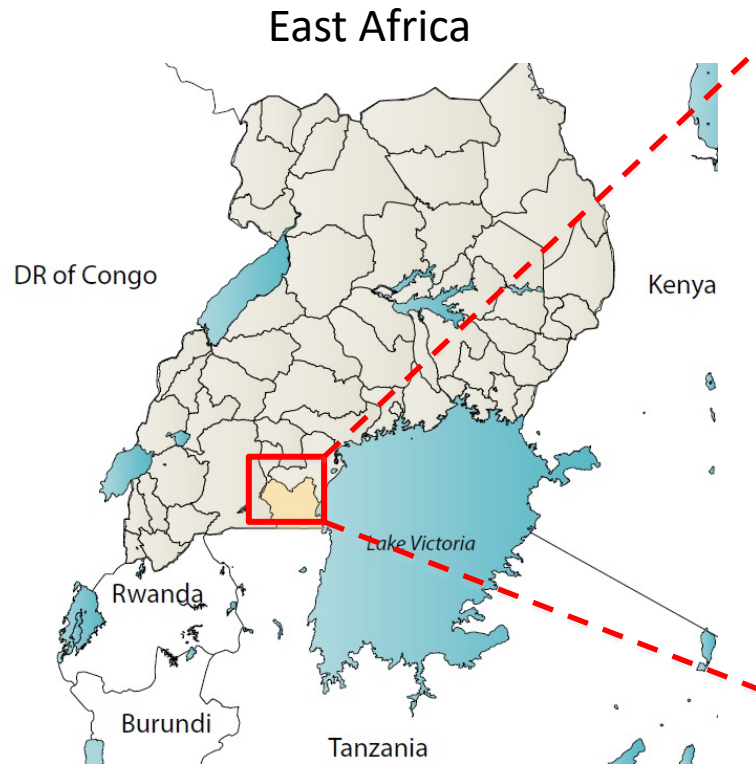 East Africa
DR of Congo
Kenya
Lake Victoria
Rwanda
Burundi
Tanzania